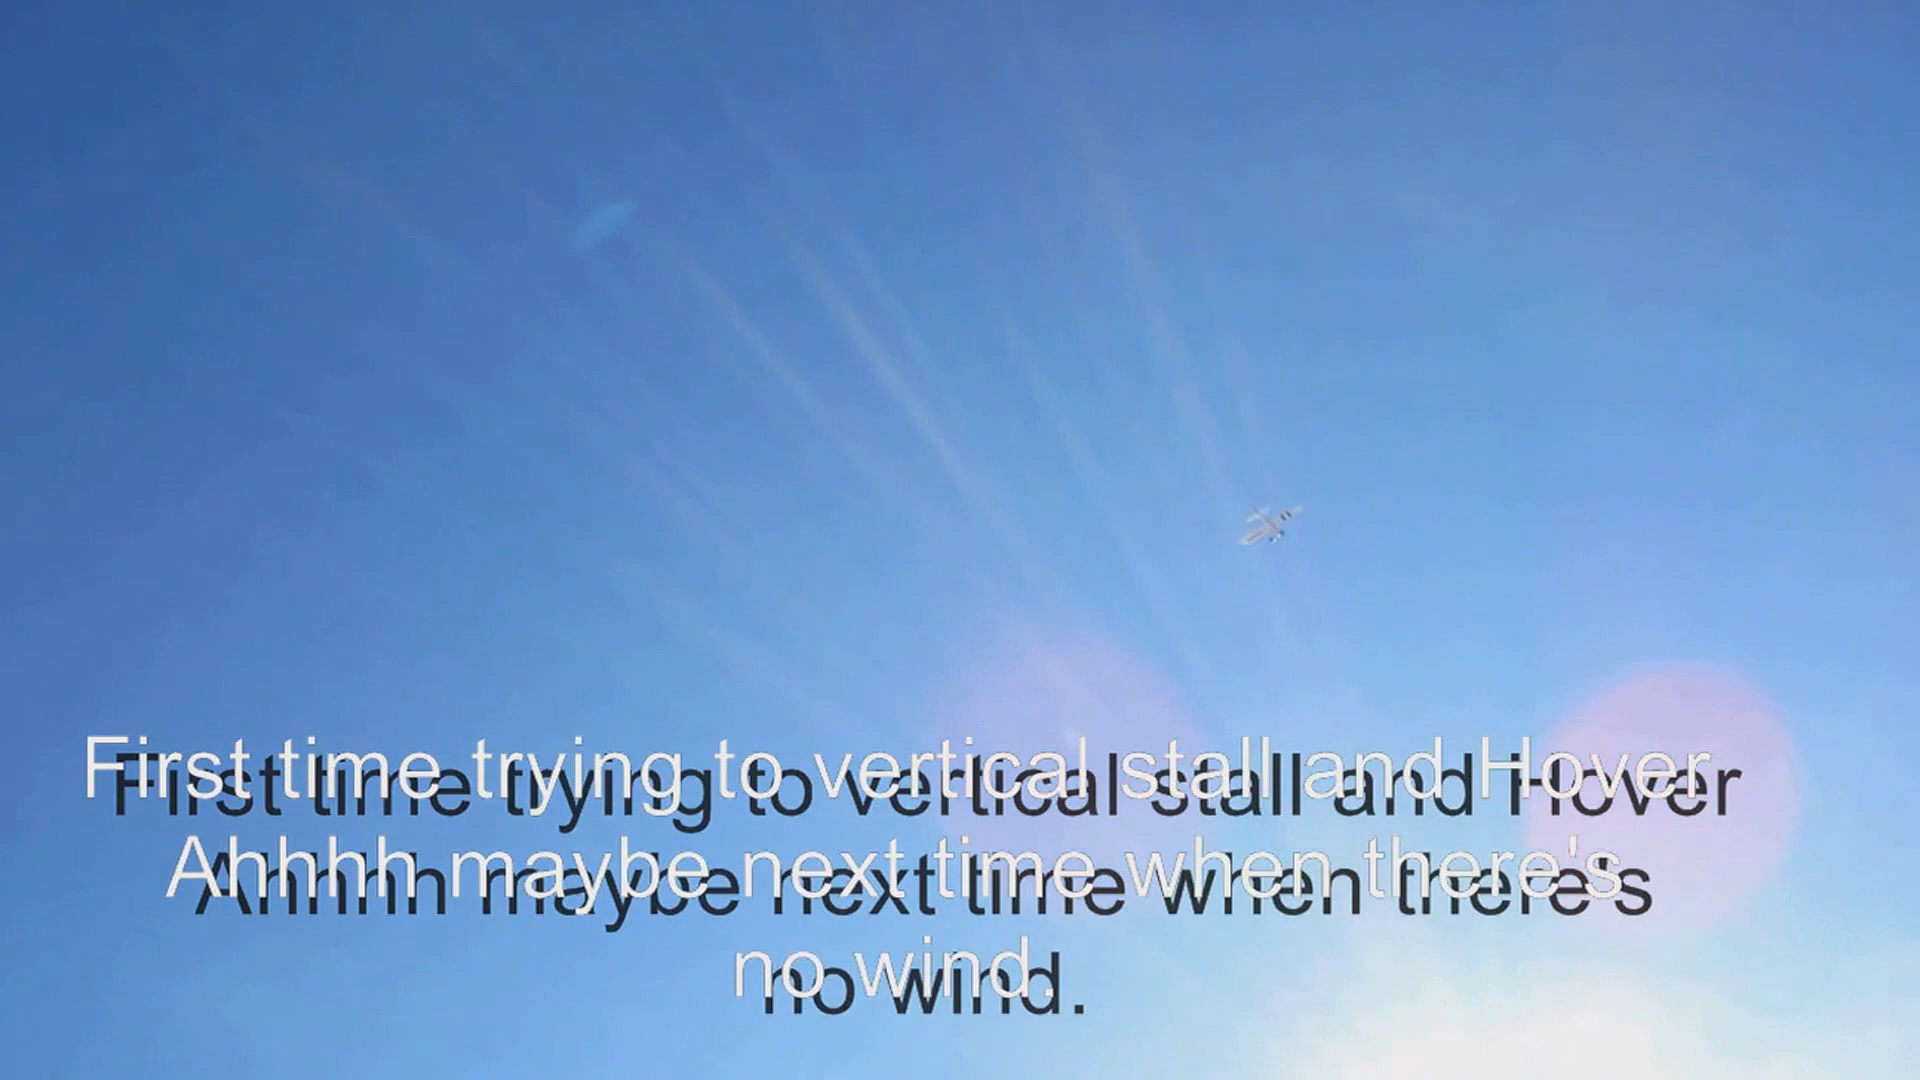 First time trying to vertical stall and Hover
Ahhhh maybe next time when there's
no wind.